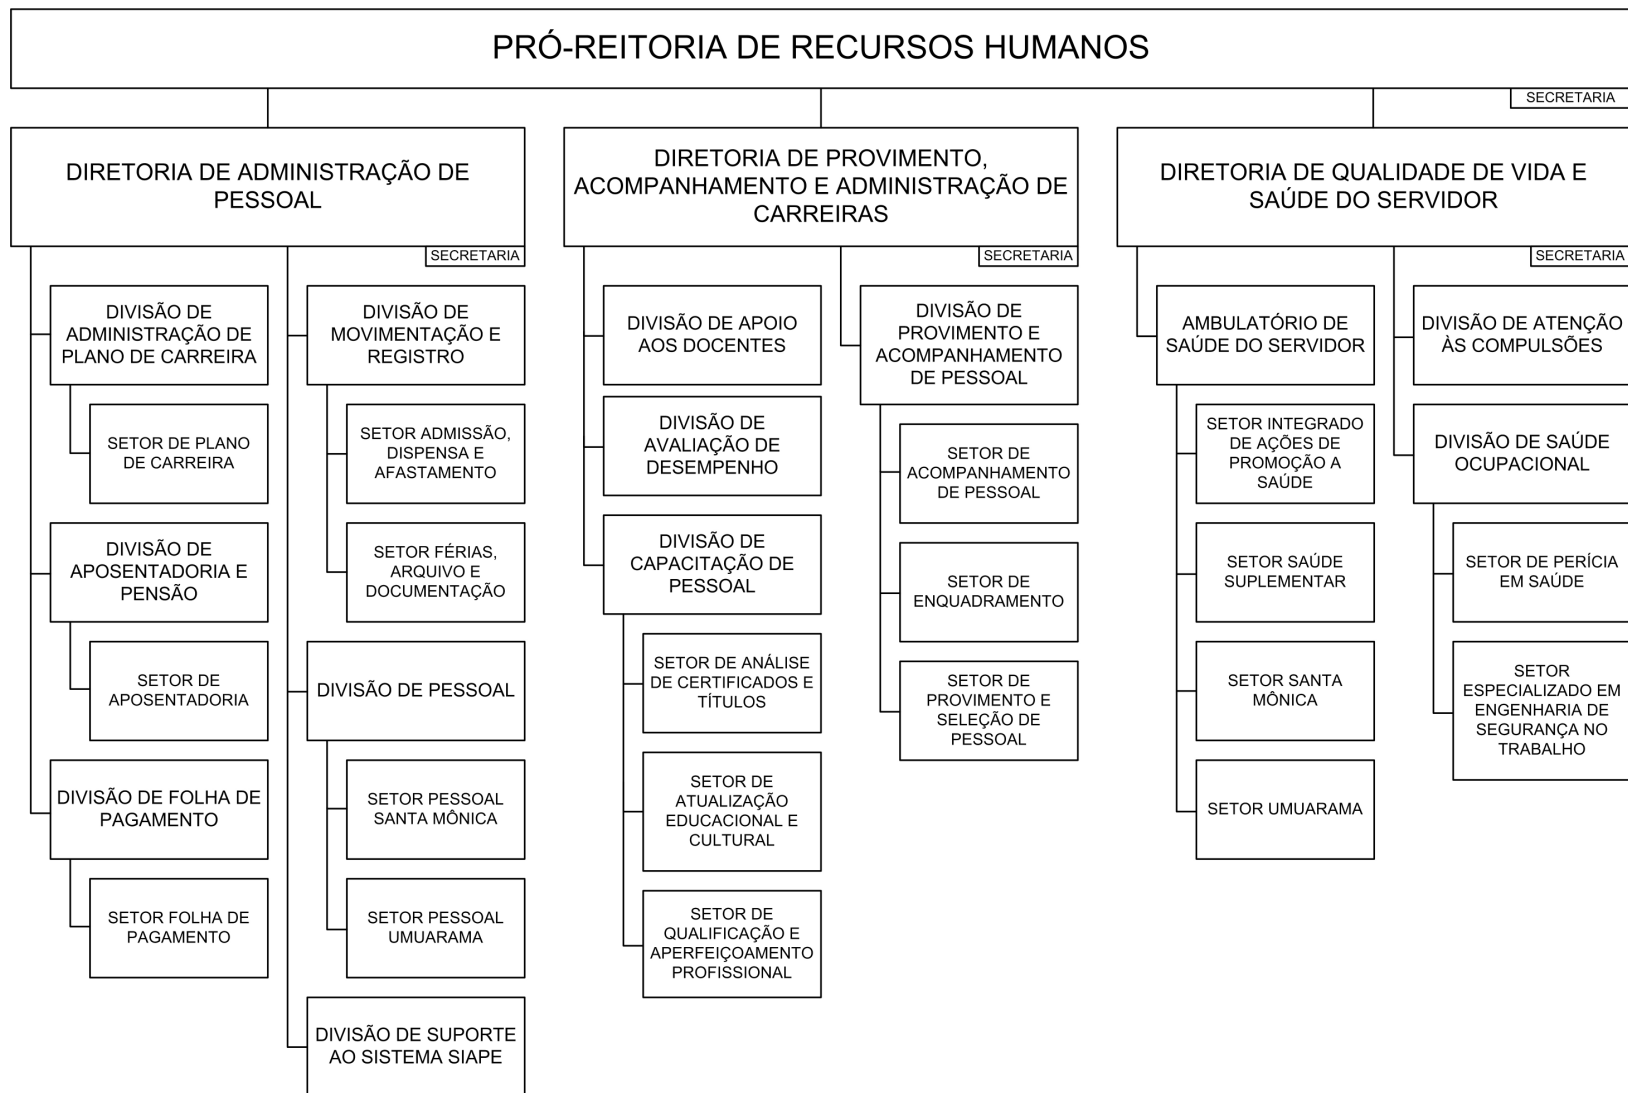 PRÓ-REITORIA DE RECURSOS HUMANOS
SECRETARIA
DIRETORIA DE ADMINISTRAÇÃO DE
PESSOAL
SECRETARIA
DIVISÃO DE
ADMINISTRAÇÃO DE
PLANO DE CARREIRA
SETOR DE PLANO
DE CARREIRA
DIVISÃO DE
APOSENTADORIA E
PENSÃO
SETOR DE
APOSENTADORIA
DIVISÃO DE FOLHA DE
PAGAMENTO
SETOR FOLHA DE
PAGAMENTO
DIVISÃO DE
MOVIMENTAÇÃO E
REGISTRO
SETOR ADMISSÃO,
DISPENSA E
AFASTAMENTO
SETOR FÉRIAS,
ARQUIVO E
DOCUMENTAÇÃO
DIVISÃO DE PESSOAL
SETOR PESSOAL
SANTA MÔNICA
SETOR PESSOAL
UMUARAMA
DIVISÃO DE SUPORTE
AO SISTEMA SIAPE
DIRETORIA DE PROVIMENTO,
ACOMPANHAMENTO E ADMINISTRAÇÃO DE
CARREIRAS
SECRETARIA
DIVISÃO DE APOIO
AOS DOCENTES
DIVISÃO DE
AVALIAÇÃO DE
DESEMPENHO
DIVISÃO DE
CAPACITAÇÃO DE
PESSOAL
SETOR DE ANÁLISE
DE CERTIFICADOS E
TÍTULOS
SETOR DE
ATUALIZAÇÃO
EDUCACIONAL E
CULTURAL
SETOR DE
QUALIFICAÇÃO E
APERFEIÇOAMENTO
PROFISSIONAL
DIVISÃO DE
PROVIMENTO E
ACOMPANHAMENTO
DE PESSOAL
SETOR DE
ACOMPANHAMENTO
DE PESSOAL
SETOR DE
ENQUADRAMENTO
SETOR DE
PROVIMENTO E
SELEÇÃO DE
PESSOAL
DIRETORIA DE QUALIDADE DE VIDA E
SAÚDE DO SERVIDOR
SECRETARIA
AMBULATÓRIO DE
SAÚDE DO SERVIDOR
SETOR INTEGRADO
DE AÇÕES DE
PROMOÇÃO A
SAÚDE
SETOR SAÚDE
SUPLEMENTAR
SETOR SANTA
MÔNICA
SETOR UMUARAMA
DIVISÃO DE ATENÇÃO
ÀS COMPULSÕES
DIVISÃO DE SAÚDE
OCUPACIONAL
SETOR DE PERÍCIA
EM SAÚDE
SETOR
ESPECIALIZADO EM
ENGENHARIA DE
SEGURANÇA NO
TRABALHO